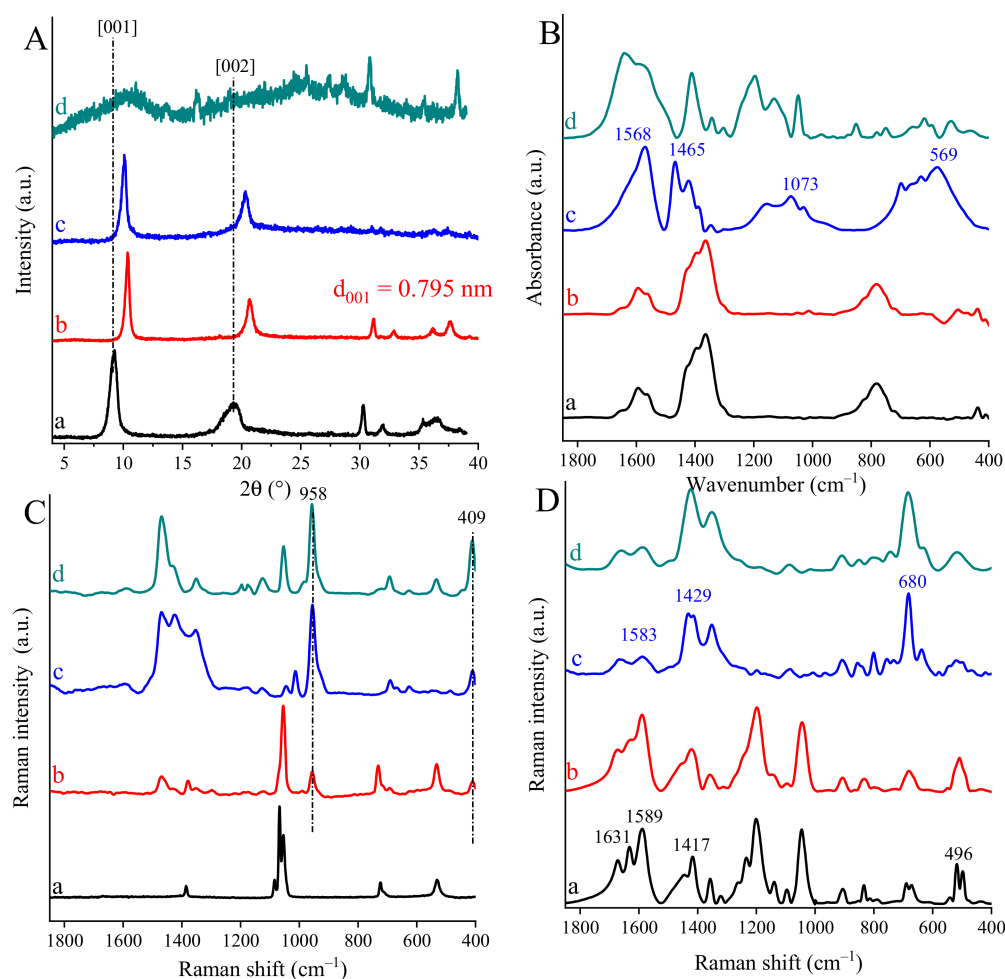 A
[001]
[002]
d
c
d001 = 0.795 nm
b
a
Intensity (a.u.)
5 10 15 20 25 30 35 40
2θ (°)
B
d
1568
1465
1073
569
c
b
a
Absorbance (a.u.)
1800 1600 1400 1200 1000 800 600 400
Wavenumber (cm–1)
C
958
409
d
c
b
a
Raman intensity (a.u.)
1800 1600 1400 1200 1000 800 600 400
Raman shift (cm–1)
D
d
680
1429
1583
c
b
1589
1631
1417
496
a
Raman intensity (a.u.)
1800 1600 1400 1200 1000 800 600 400
Raman shift (cm–1)